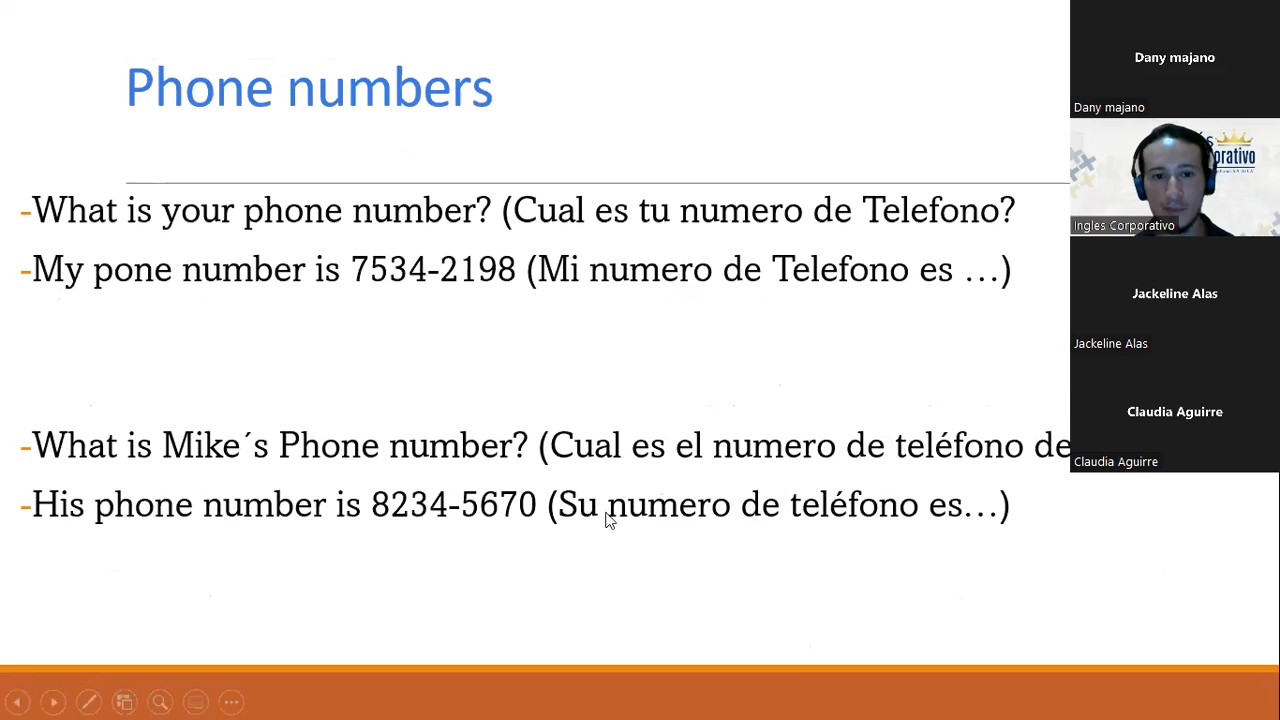 Phone numbers
-What is your phone number? (Cual es tu numero de Telefono?
-My pone number is 7534-2198 (Mi numero de Telefono es …)
-What is Mike´s Phone number? (Cual es el numero de teléfono de
-His phone number is 8234-5670 (Su numero de teléfono es…)
Dany majano
Dany majano
orativo
Ingles Corporativo
Jackeline Alas
Jackeline Alas
Claudia Aguirre
Claudia Aguirre